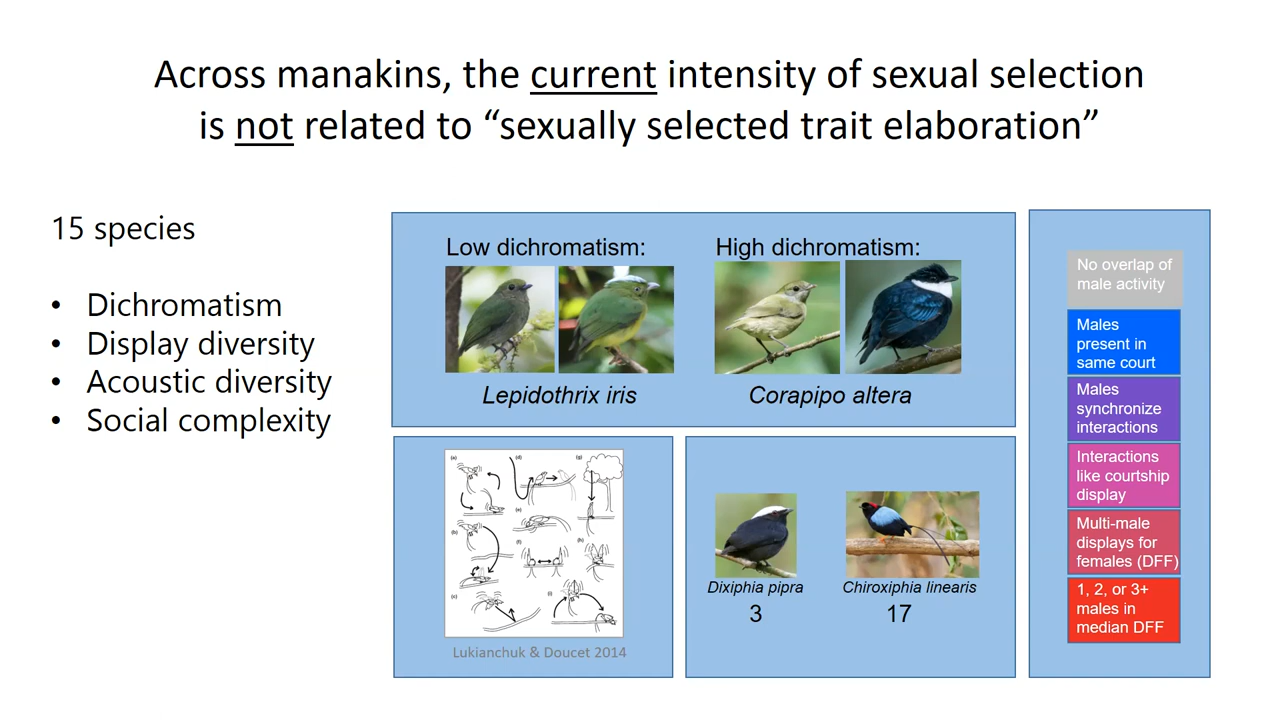 Across manakins, the current intensity of sexual selection
is not related to “sexually selected trait elaboration”
15 species
• Dichromatism
• Display diversity
• Acoustic diversity
• Social complexity
Low dichromatism:
High dichromatism:
Lepidothrix iris
Corapipo altera
(a)
(d)
(g)
(e)
(b)
(f)
(h)
(c)
(i)
Lukianchuk & Doucet 2014
Dixiphia pipra
3
Chiroxiphia linearis
17
No overlap of
male activity
Males
present in
same court
Males
synchronize
interactions
Interactions
like courtship
display
Multi-male
displays for
females (DFF)
1, 2, or 3+
males in
median DFF